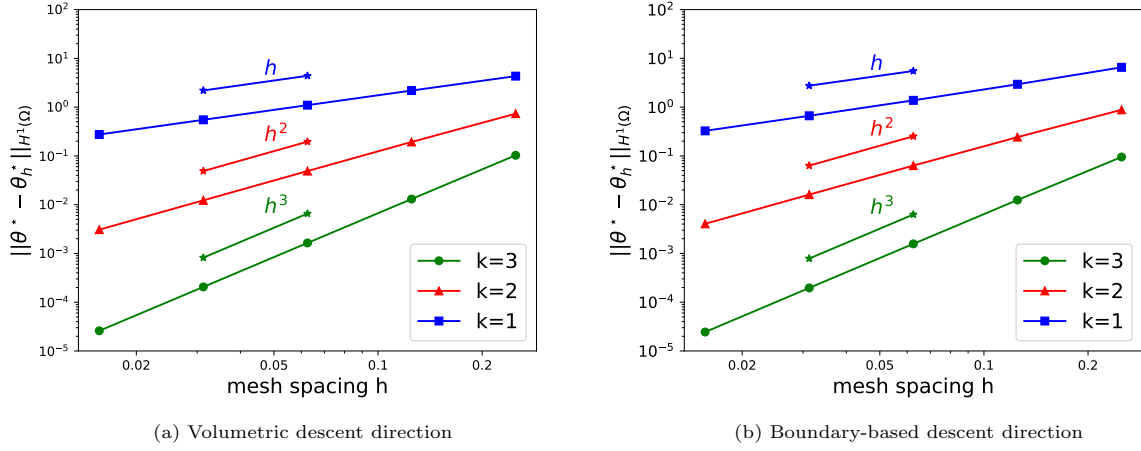 10^2
10^1
10^0
10^{-1}
10^{-2}
10^{-3}
10^{-4}
10^{-5}
||θ* − θ_h*||_{H^1(Ω)}
h
h^2
h^3
k=3
k=2
k=1
0.02
0.05
0.1
0.2
mesh spacing h
(a) Volumetric descent direction
10^2
10^1
10^0
10^{-1}
10^{-2}
10^{-3}
10^{-4}
10^{-5}
||θ* − θ_h*||_{H^1(Ω)}
h
h^2
h^3
k=3
k=2
k=1
0.02
0.05
0.1
0.2
mesh spacing h
(b) Boundary-based descent direction